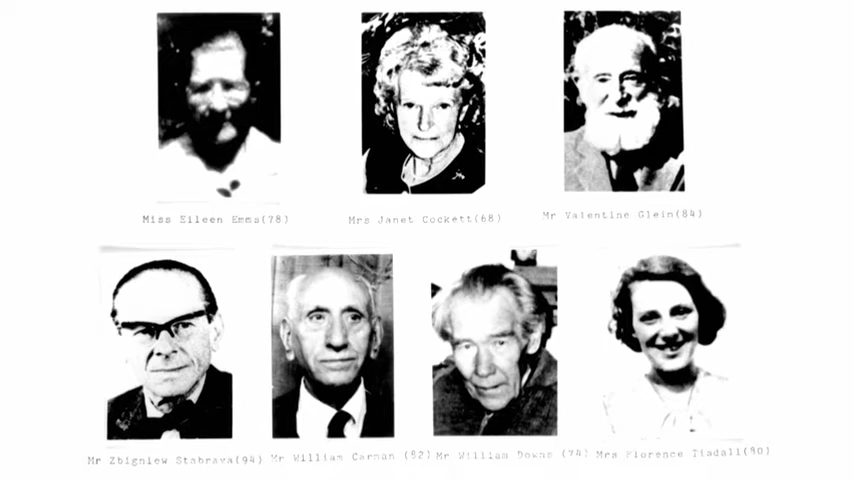 Miss Eileen Emms(78)
Mrs Janet Cockett(68)
Mr Valentine Glein(84)
Mr Zbigniew Stabrava(94)
Mr William Carman (82)
Mr William Downs (74)
Mrs Florence Tisdall(80)